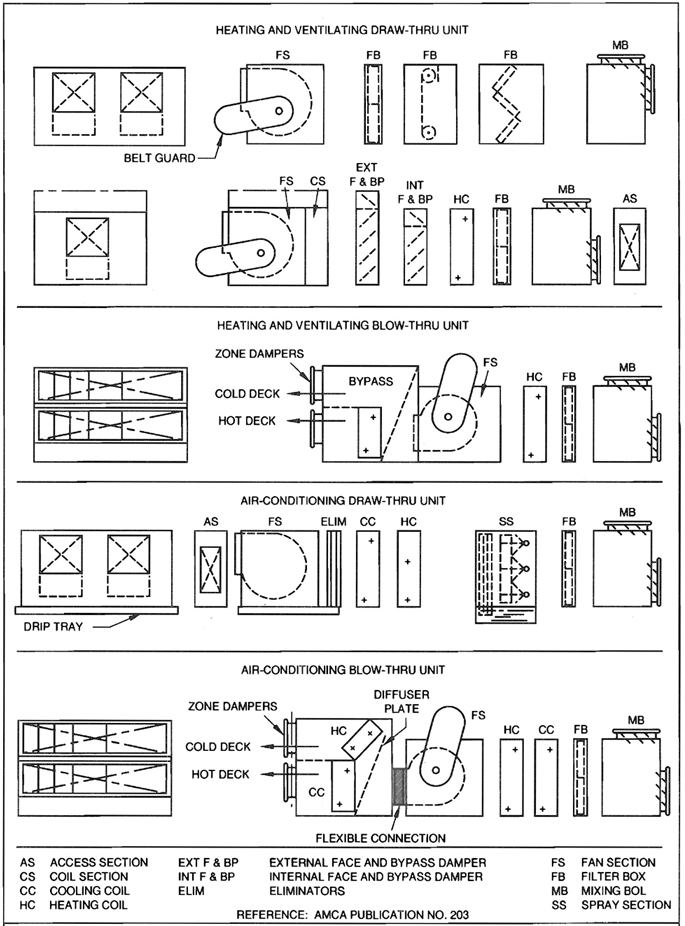 HEATING AND VENTILATING DRAW-THRU UNIT
FS
FB
FB
FB
MB
BELT GUARD
FS
CS
EXT
F & BP
INT
F & BP
HC
FB
MB
AS
HEATING AND VENTILATING BLOW-THRU UNIT
ZONE DAMPERS
COLD DECK
HOT DECK
BYPASS
FS
HC
FB
MB
AIR-CONDITIONING DRAW-THRU UNIT
AS
FS
ELIM
CC
HC
SS
FB
MB
DRIP TRAY
AIR-CONDITIONING BLOW-THRU UNIT
ZONE DAMPERS
COLD DECK
HOT DECK
HC
CC
DIFFUSER
PLATE
FS
HC
CC
FB
MB
FLEXIBLE CONNECTION
AS ACCESS SECTION EXT F & BP EXTERNAL FACE AND BYPASS DAMPER FS FAN SECTION
CS COIL SECTION INT F & BP INTERNAL FACE AND BYPASS DAMPER FB FILTER BOX
CC COOLING COIL ELIM ELIMINATORS MB MIXING BOL
HC HEATING COIL SS SPRAY SECTION
REFERENCE: AMCA PUBLICATION NO. 203